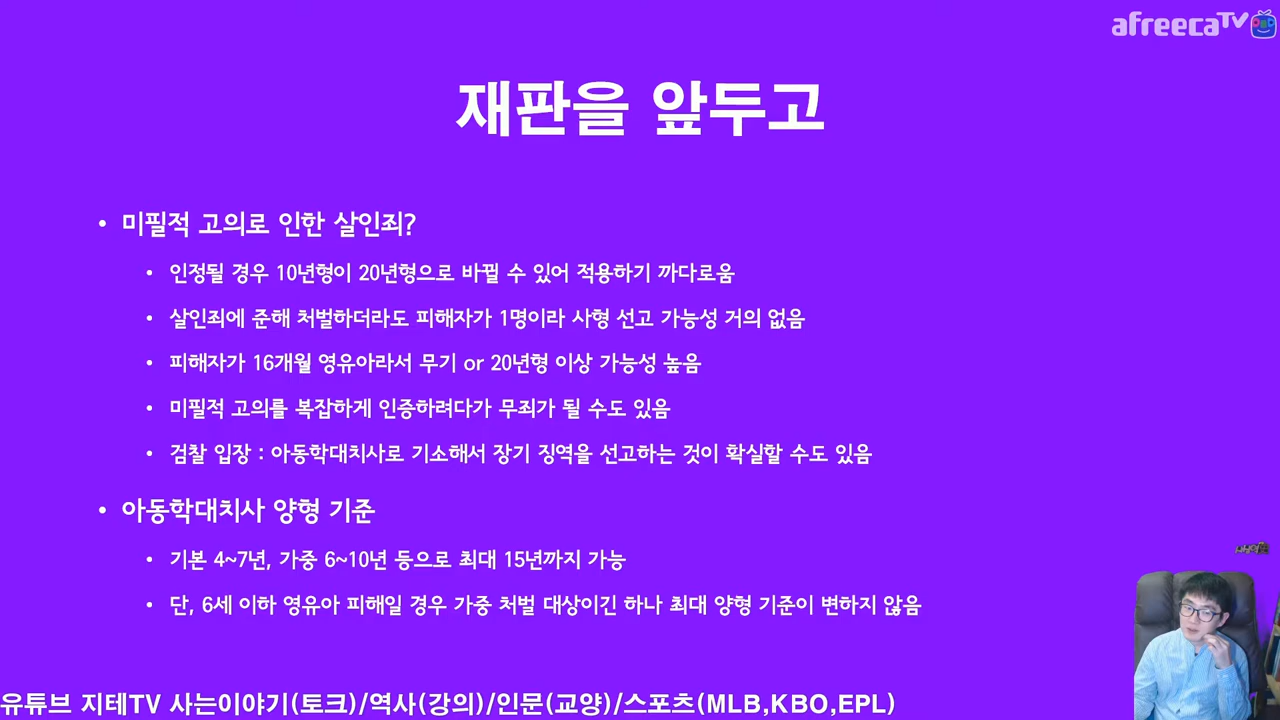 afreecaTV
재판을 앞두고
• 미필적 고의로 인한 살인죄?
• 인정될 경우 10년형이 20년형으로 바뀔 수 있어 적용하기 까다로움
• 살인죄에 준해 처벌하더라도 피해자가 1명이라 사형 선고 가능성 거의 없음
• 피해자가 16개월 영유아라서 무기 or 20년형 이상 가능성 높음
• 미필적 고의를 복잡하게 인증하려다가 무죄가 될 수도 있음
• 검찰 입장 : 아동학대치사로 기소해서 장기 징역을 선고하는 것이 확실할 수도 있음
• 아동학대치사 양형 기준
• 기본 4~7년, 가중 6~10년 등으로 최대 15년까지 가능
• 단, 6세 이하 영유아 피해일 경우 가중 처벌 대상이긴 하나 최대 양형 기준이 변하지 않음
유튜브 지테TV 사는이야기(토크)/역사(강의)/인문(교양)/스포츠(MLB,KBO,EPL)